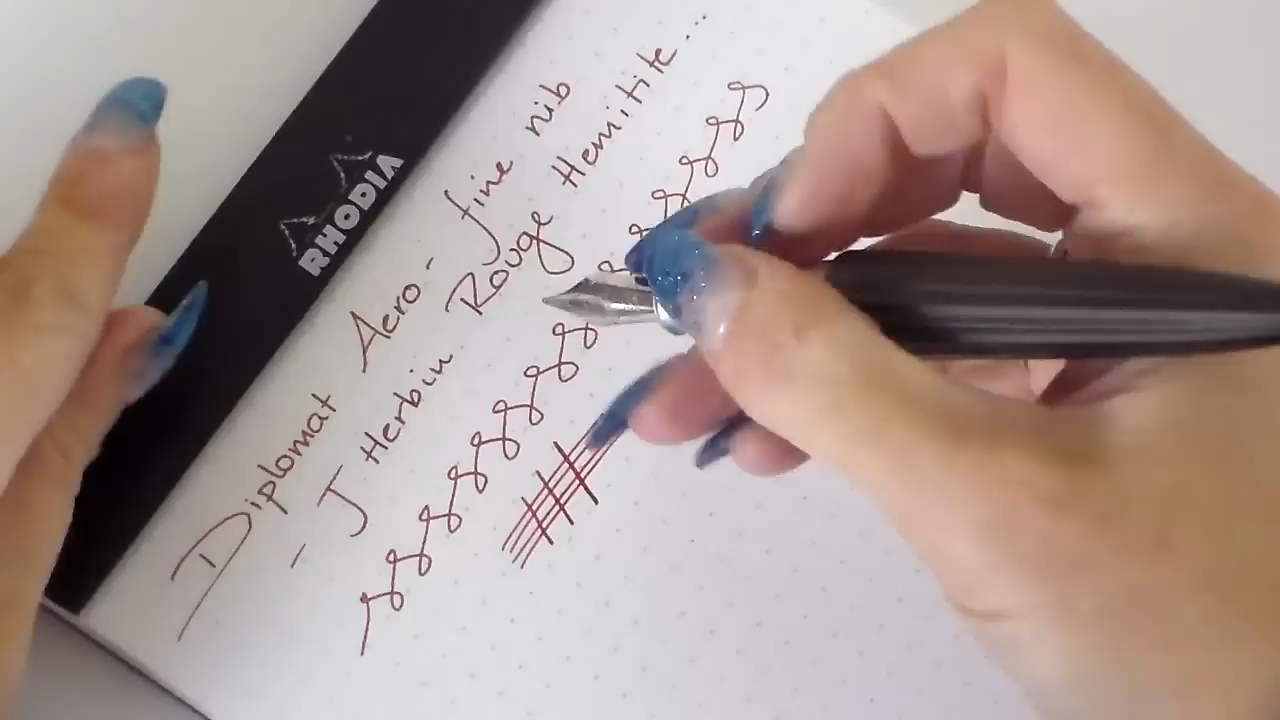 RHODIA
Diplomat Aero - fine nib
- J Herbin Rouge Hemitite...